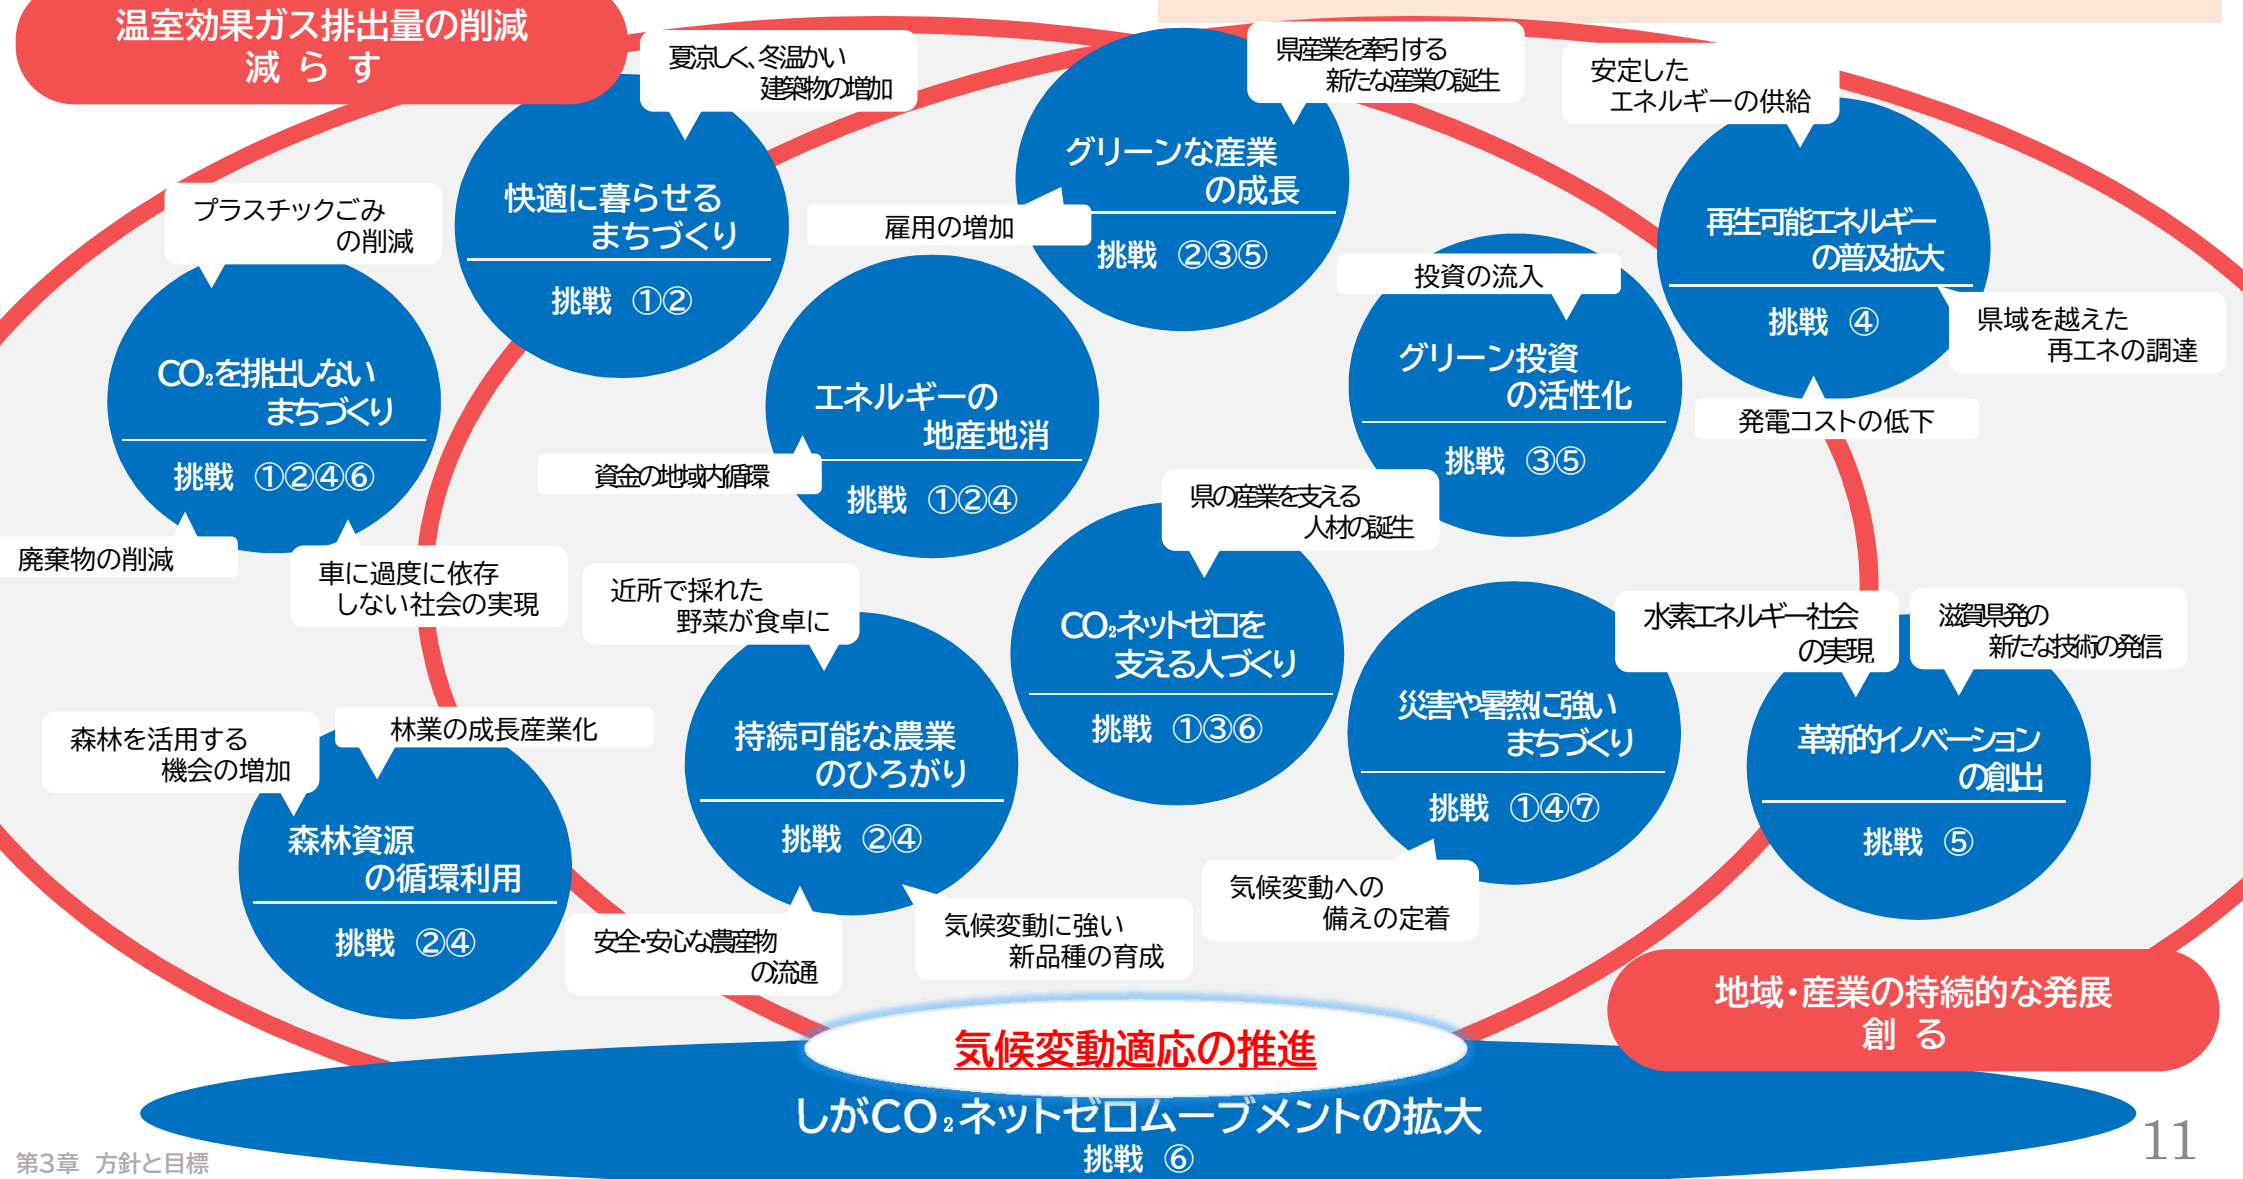 温室効果ガス排出量の削減
減 ら す
夏涼しく、冬温かい
建築物の増加
快適に暮らせる
まちづくり
挑戦 ①②
県産業を牽引する
新たな産業の誕生
グリーンな産業
の成長
雇用の増加
挑戦 ②③⑤
安定した
エネルギーの供給
再生可能エネルギー
の普及拡大
挑戦 ④
県域を越えた
再エネの調達
発電コストの低下
プラスチックごみ
の削減
CO₂を排出しない
まちづくり
挑戦 ①②④⑥
廃棄物の削減
車に過度に依存
しない社会の実現
エネルギーの
地産地消
資金の地域内循環
挑戦 ①②④
投資の流入
グリーン投資
の活性化
挑戦 ③⑤
県の産業を支える
人材の誕生
CO₂ネットゼロを
支える人づくり
挑戦 ①③⑥
近所で採れた
野菜が食卓に
持続可能な農業
のひろがり
挑戦 ②④
安全・安心な農産物
の流通
気候変動に強い
新品種の育成
災害や暑熱に強い
まちづくり
挑戦 ①④⑦
気候変動への
備えの定着
水素エネルギー社会
の実現
滋賀県発の
新たな技術の発信
革新的イノベーション
の創出
挑戦 ⑤
森林を活用する
機会の増加
林業の成長産業化
森林資源
の循環利用
挑戦 ②④
地域・産業の持続的な発展
創 る
気候変動適応の推進
しがCO₂ネットゼロムーブメントの拡大
挑戦 ⑥
第3章 方針と目標
11